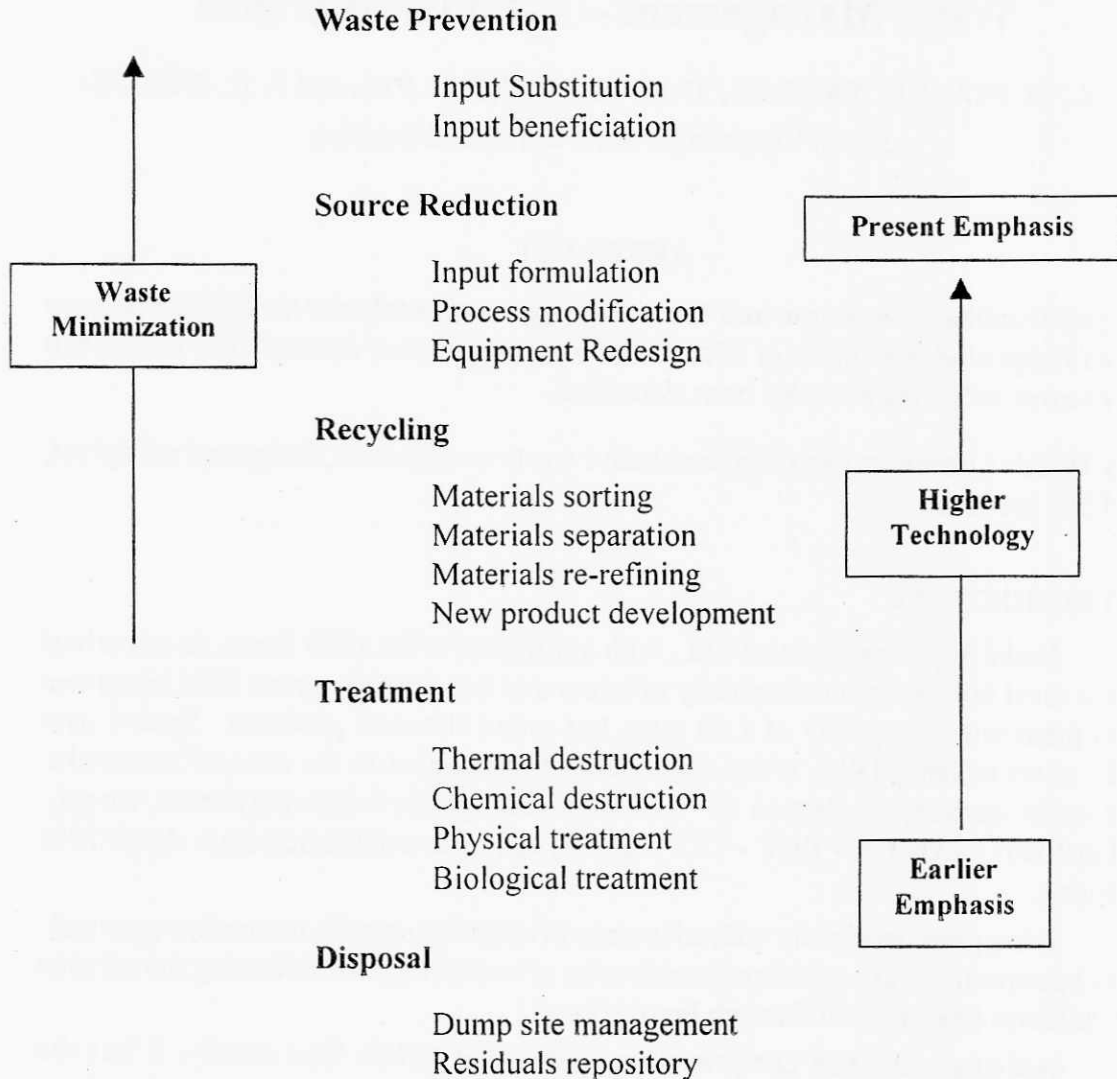 Waste Prevention
Input Substitution
Input beneficiation
Source Reduction
Input formulation
Process modification
Equipment Redesign
Recycling
Materials sorting
Materials separation
Materials re-refining
New product development
Treatment
Thermal destruction
Chemical destruction
Physical treatment
Biological treatment
Disposal
Dump site management
Residuals repository
Waste
Minimization
Present Emphasis
Higher
Technology
Earlier
Emphasis